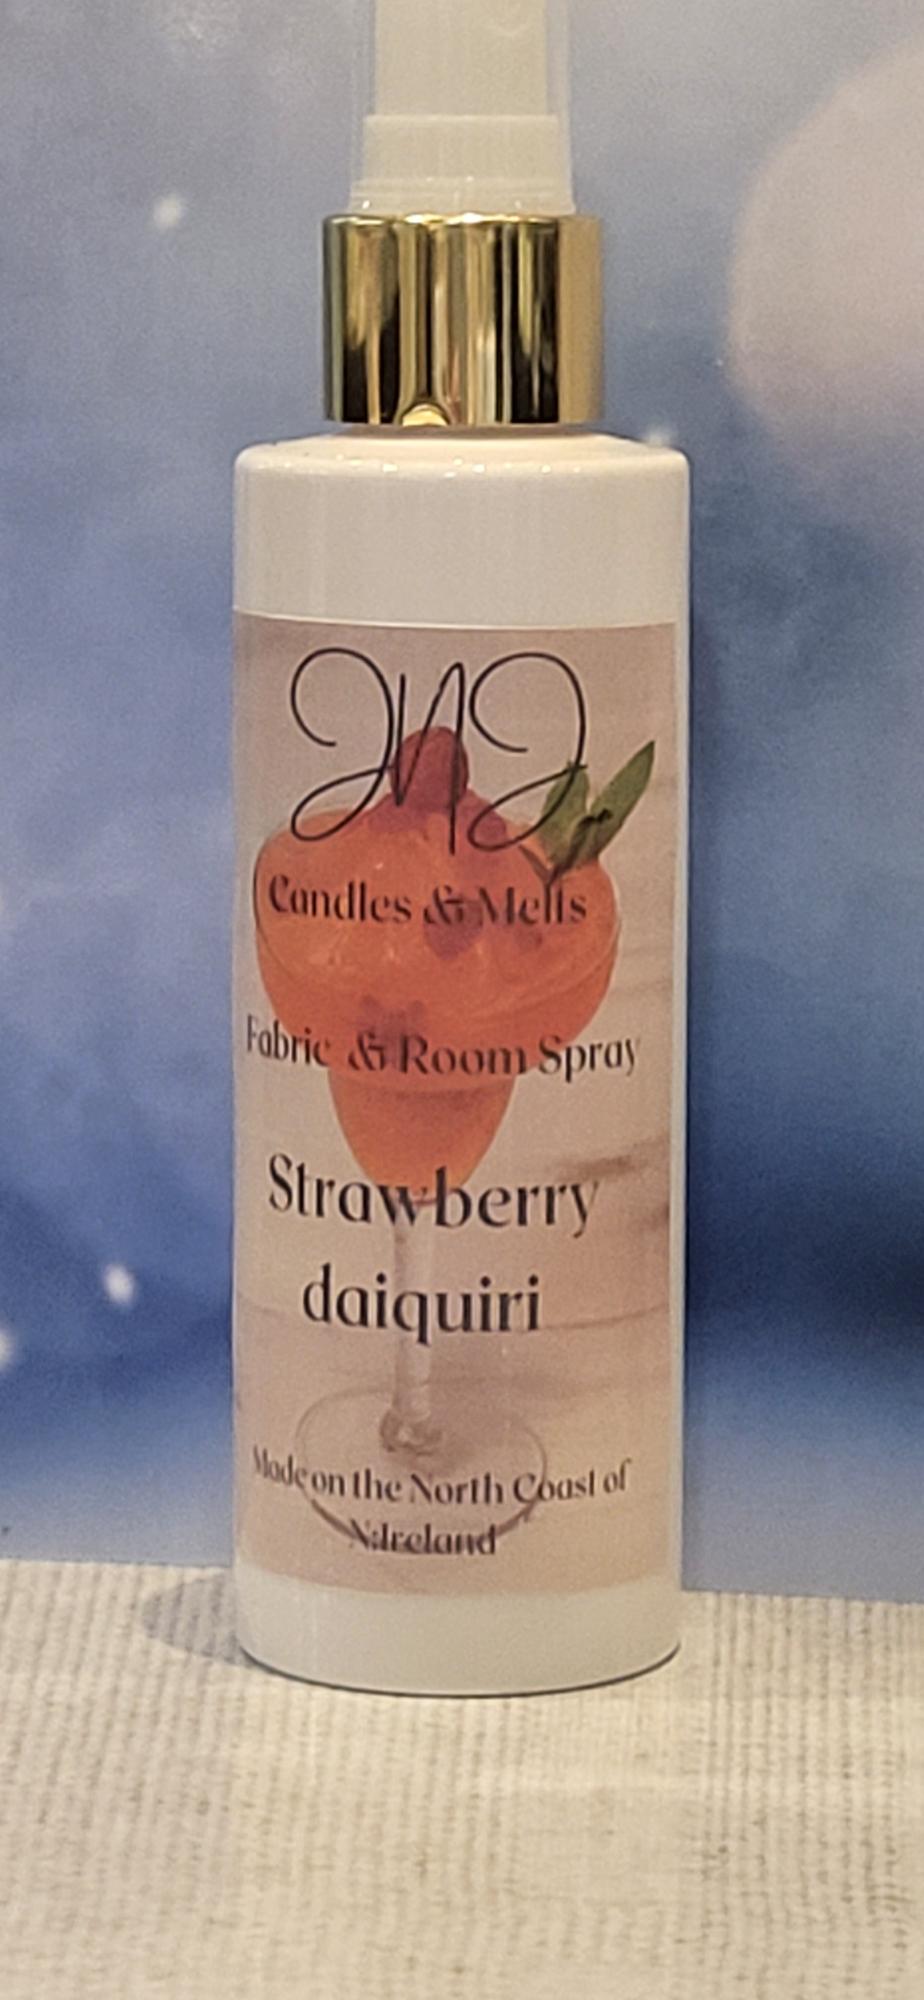 JNJ
Candles & Melts
Fabric & Room Spray
Strawberry
daiquiri
Made on the North Coast of
N.Ireland